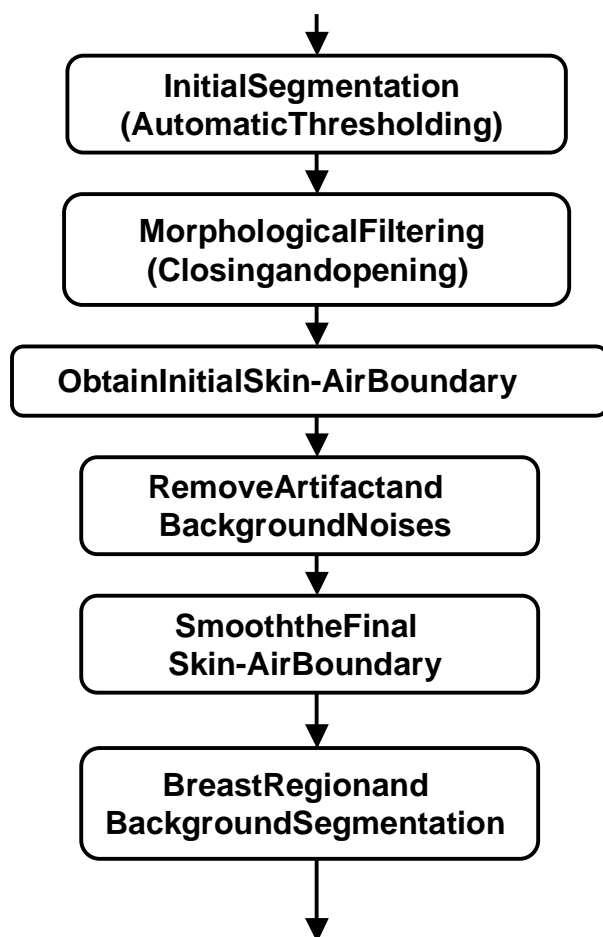 InitialSegmentation
(AutomaticThresholding)
MorphologicalFiltering
(Closingandopening)
ObtainInitialSkin-AirBoundary
RemoveArtifactand
BackgroundNoises
SmooththeFinal
Skin-AirBoundary
BreastRegionand
BackgroundSegmentation